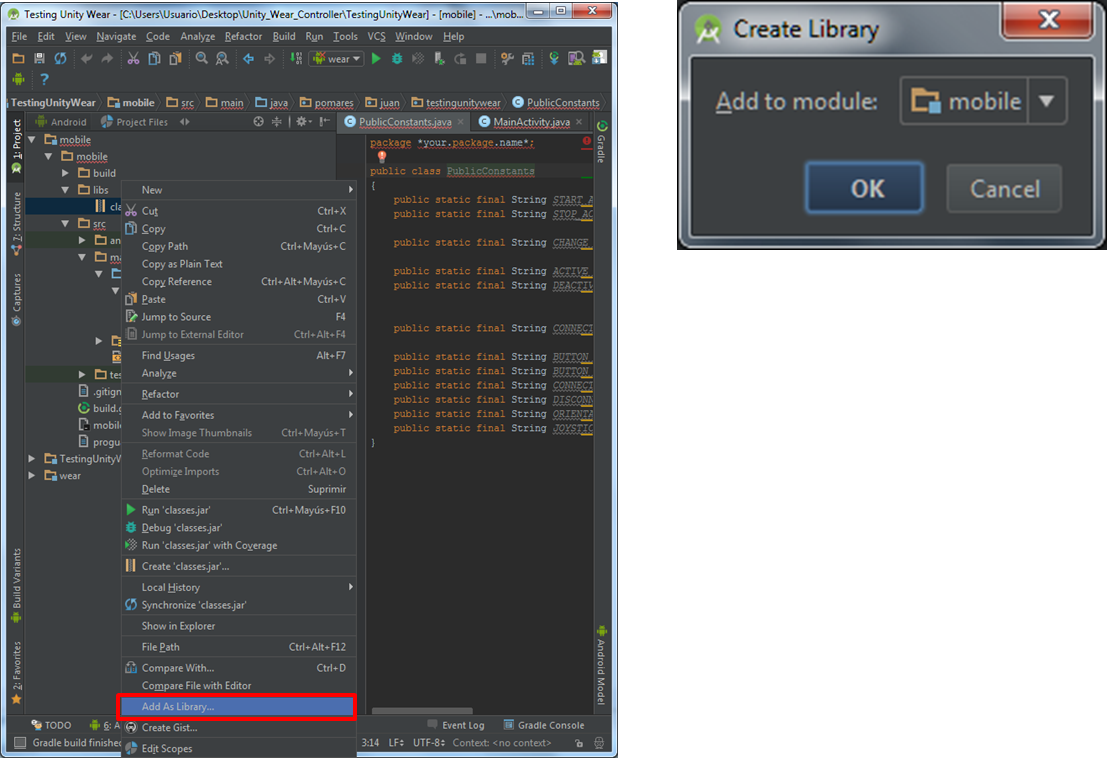 Testing Unity Wear - [C:\Users\Usuario\Desktop\Unity_Wear_Controller\TestingUnityWear] - [mobile] - ...\mob...
File Edit View Navigate Code Analyze Refactor Build Run Tools VCS Window Help
wear
TestingUnityWear mobile src main java pomares juan testingunitywear PublicConstants
Android Project Files
PublicConstants.java MainActivity.java
1: Project
7: Structure
Captures
Build Variants
2: Favorites
mobile
mobile
build
libs
cla
src
an
ma
tes
.gitign
build.g
mobile
progua
TestingUnityW
wear
New
Cut Ctrl+X
Copy Ctrl+C
Copy Path Ctrl+Mayús+C
Copy as Plain Text
Copy Reference Ctrl+Alt+Mayús+C
Paste Ctrl+V
Jump to Source F4
Jump to External Editor Ctrl+Alt+F4
Find Usages Alt+F7
Analyze
Refactor
Add to Favorites
Show Image Thumbnails Ctrl+Mayús+T
Reformat Code Ctrl+Alt+L
Optimize Imports Ctrl+Alt+O
Delete Suprimir
Run 'classes.jar' Ctrl+Mayús+F10
Debug 'classes.jar'
Run 'classes.jar' with Coverage
Create 'classes.jar'...
Local History
Synchronize 'classes.jar'
Show in Explorer
File Path Ctrl+Alt+F12
Compare With... Ctrl+D
Compare File with Editor
Add As Library...
Create Gist...
Edit Scopes
package *your.package.name*;
public class PublicConstants
{
public static final String START_A
public static final String STOP_AC
public static final String CHANGE_
public static final String ACTIVE_
public static final String DEACTIV
public static final String CONNECT
public static final String BUTTON_
public static final String BUTTON_
public static final String CONNECT
public static final String DISCONN
public static final String ORIENTA
public static final String JOYSTIC
}
Gradle
Android Model
TODO 6: A Event Log Gradle Console
Gradle build finished 3:14 LF UTF-8 Context: <no context>
Create Library
Add to module: mobile
OK Cancel